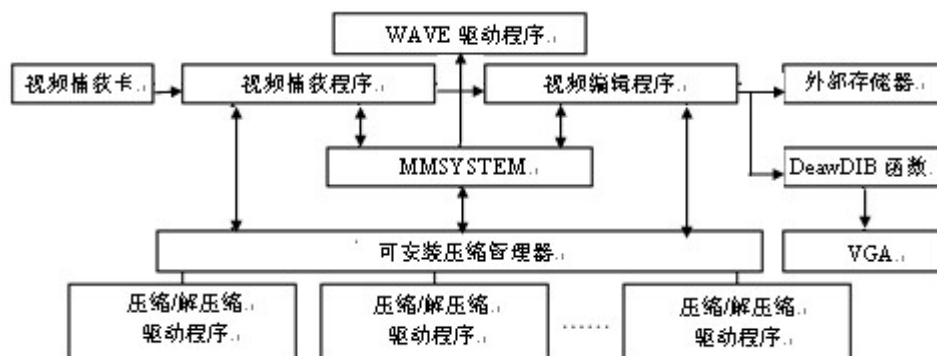 WAVE 驱动程序
视频捕获卡
视频捕获程序
视频编辑程序
外部存储器
MMSYSTEM
DeawDIB 函数
可安装压缩管理器
VGA
压缩/解压缩
驱动程序
压缩/解压缩
驱动程序
……
压缩/解压缩
驱动程序